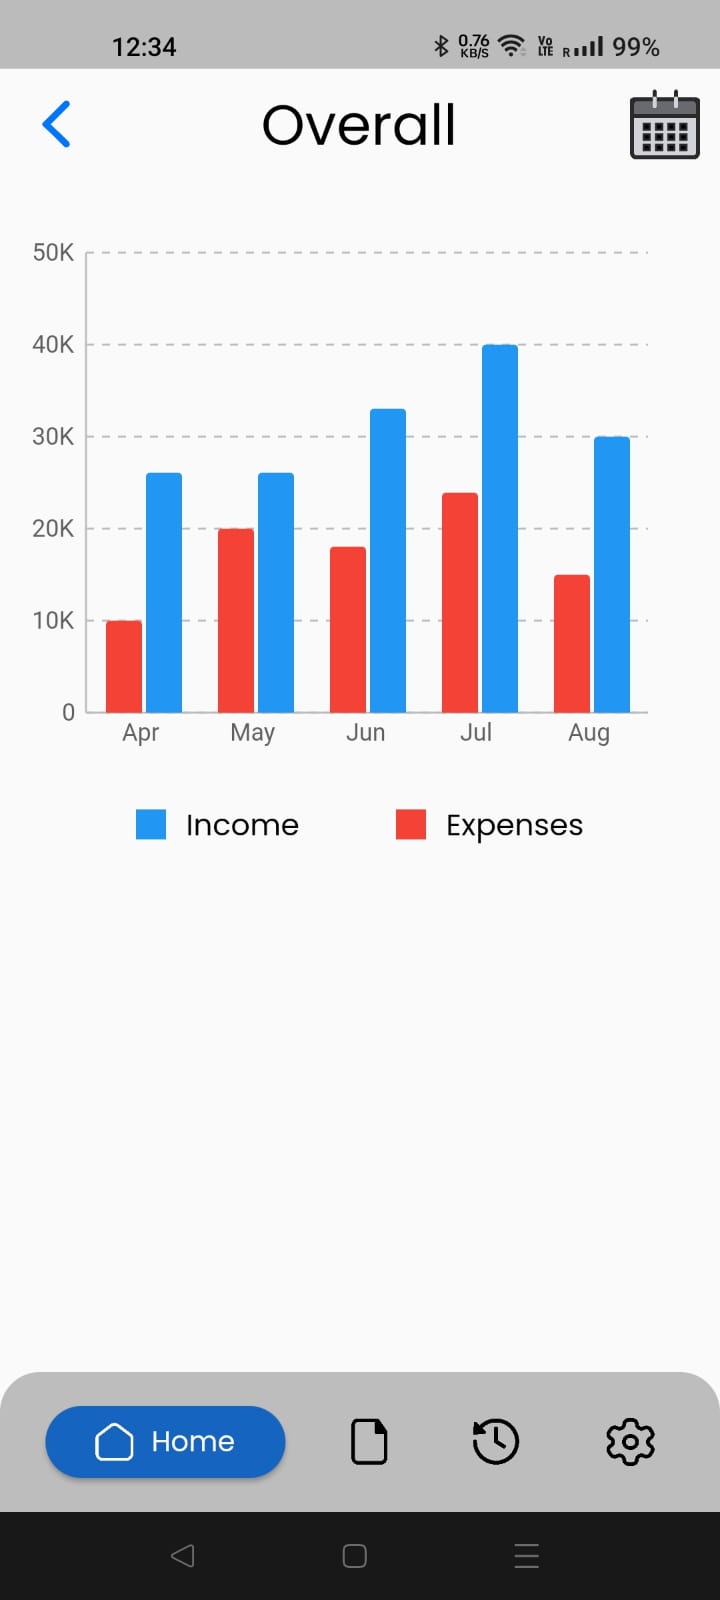 12:34 0.76 KB/S Vo LTE R 99%
Overall
50K
40K
30K
20K
10K
0
Apr May Jun Jul Aug
Income Expenses
Home